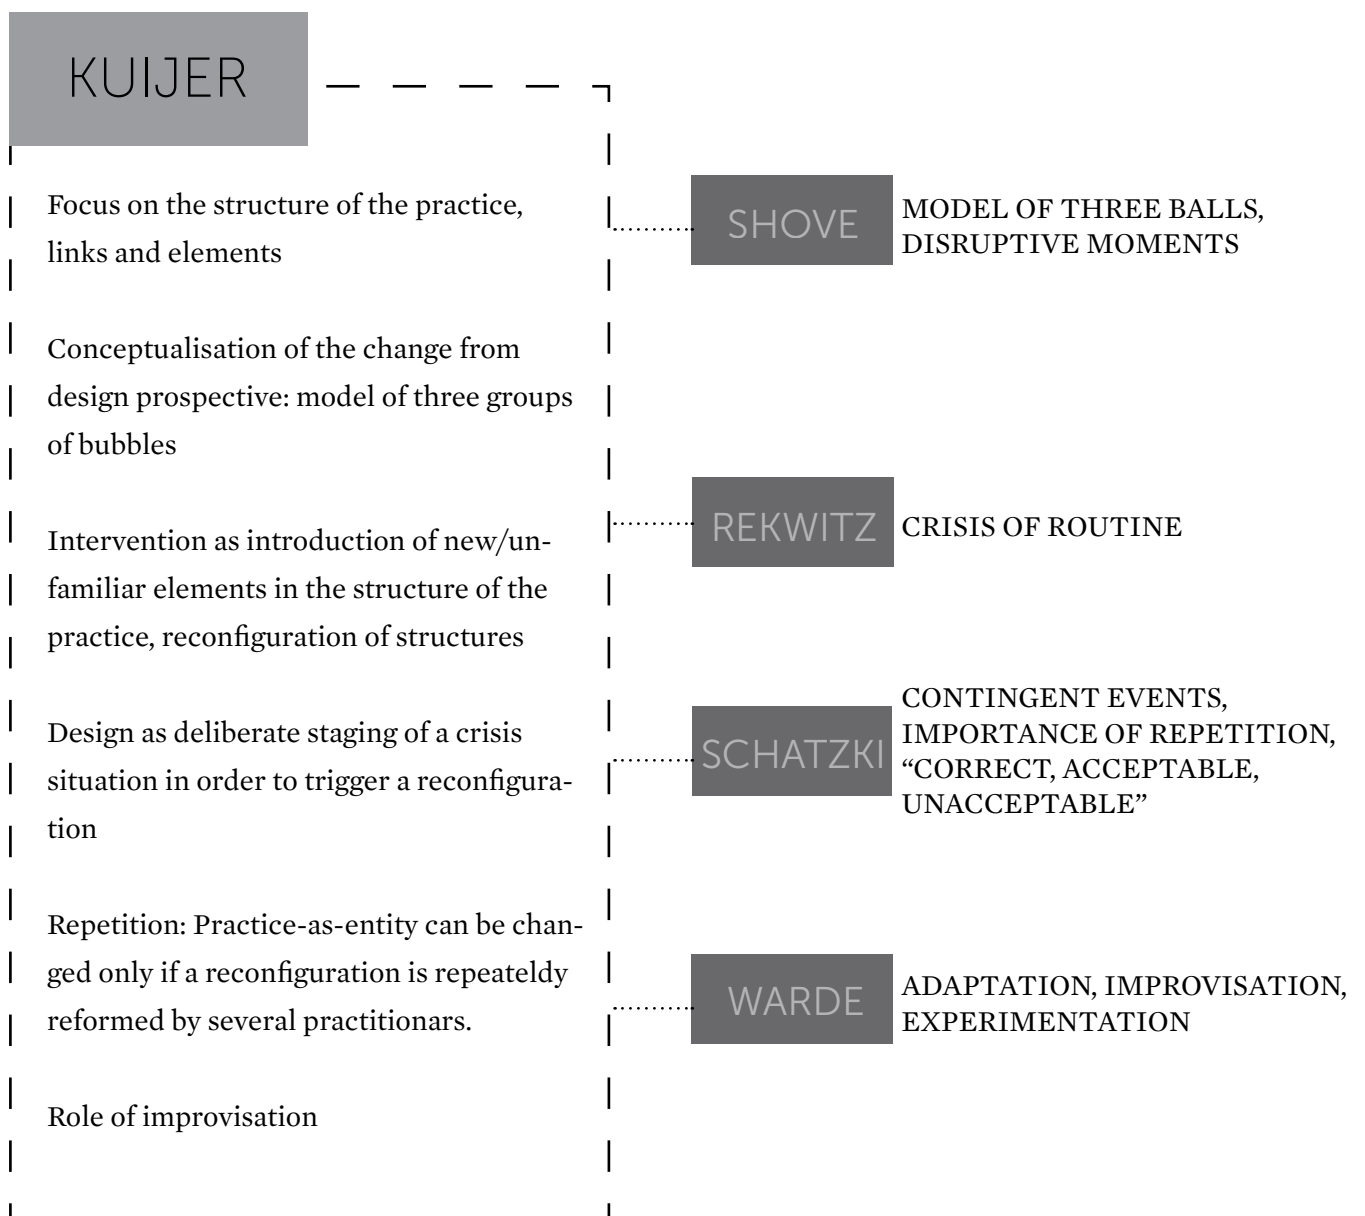 KUIJER
Focus on the structure of the practice,
links and elements
Conceptualisation of the change from
design prospective: model of three groups
of bubbles
Intervention as introduction of new/un-
familiar elements in the structure of the
practice, reconfiguration of structures
Design as deliberate staging of a crisis
situation in order to trigger a reconfigura-
tion
Repetition: Practice-as-entity can be chan-
ged only if a reconfiguration is repeateldy
reformed by several practitionars.
Role of improvisation
SHOVE
MODEL OF THREE BALLS,
DISRUPTIVE MOMENTS
REKWITZ
CRISIS OF ROUTINE
SCHATZKI
CONTINGENT EVENTS,
IMPORTANCE OF REPETITION,
“CORRECT, ACCEPTABLE,
UNACCEPTABLE”
WARDE
ADAPTATION, IMPROVISATION,
EXPERIMENTATION